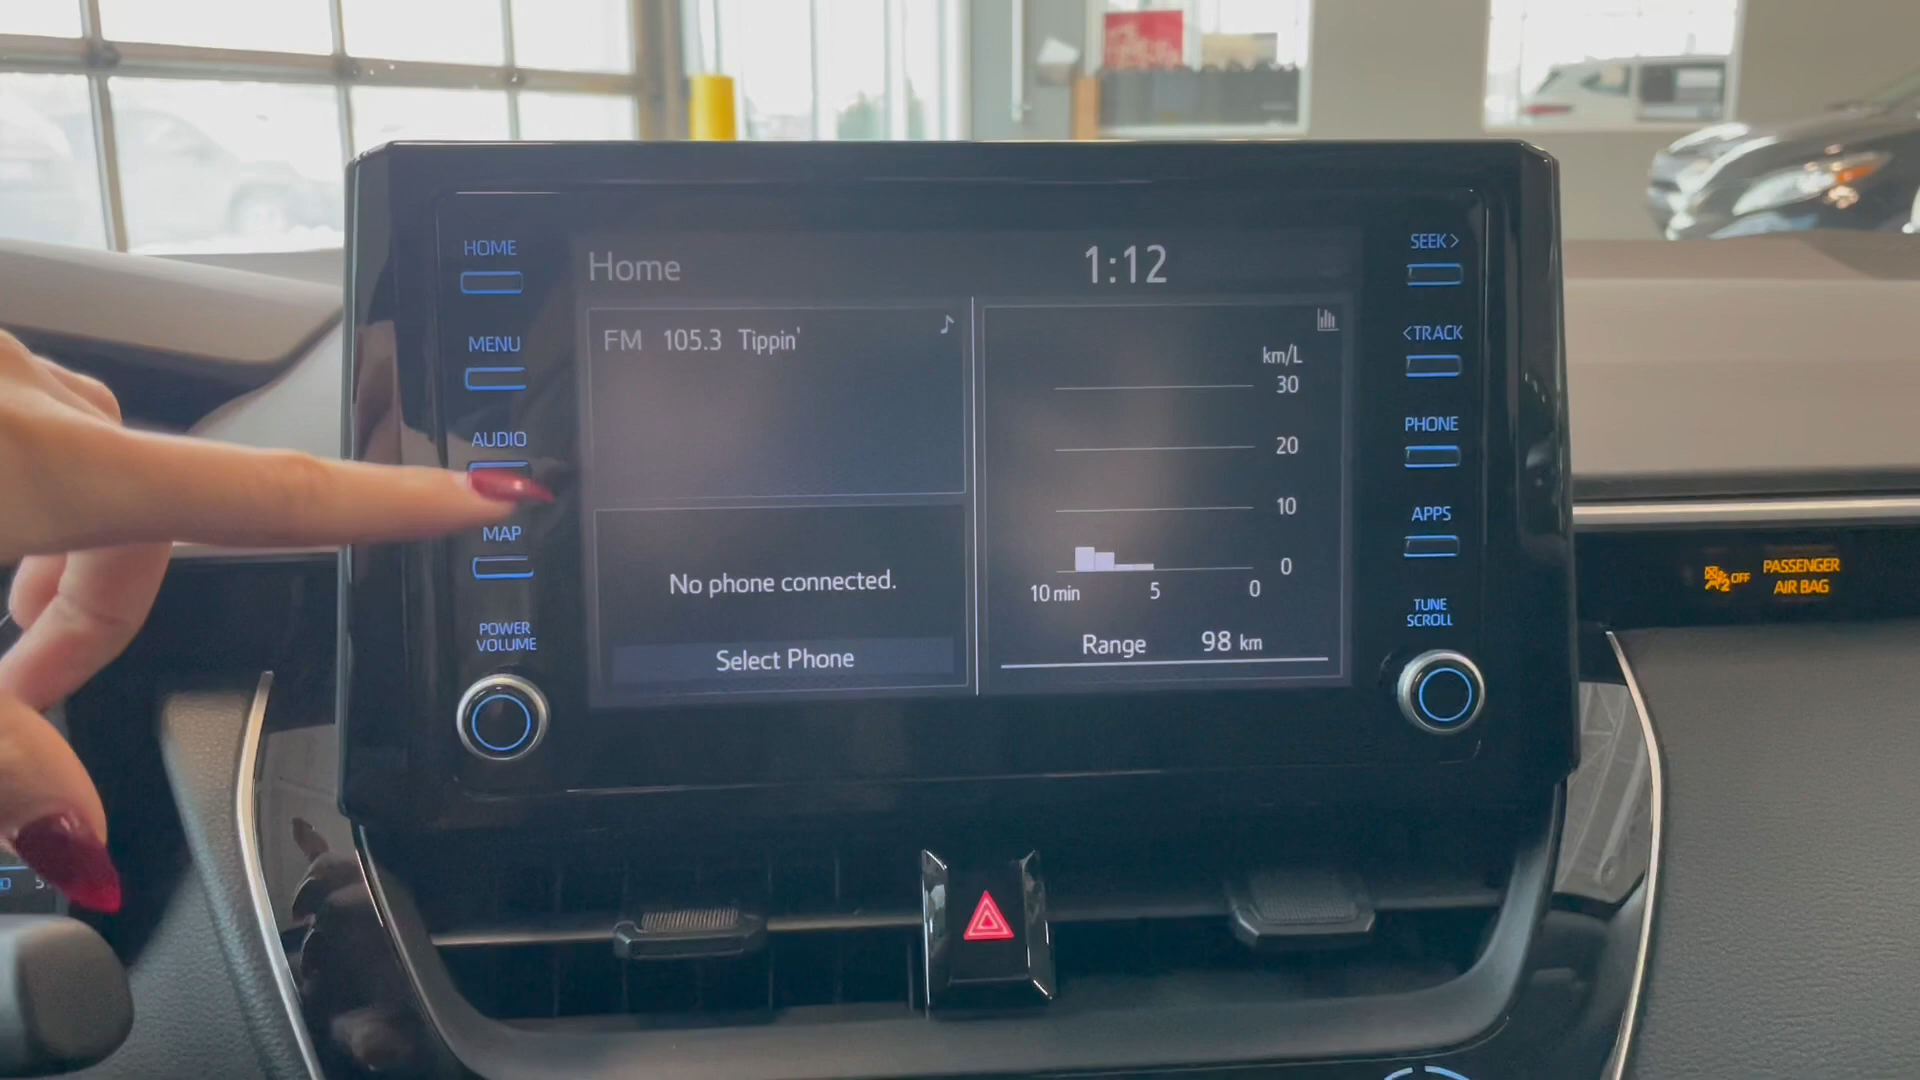 HOME
MENU
AUDIO
MAP
POWER
VOLUME
Home
1:12
FM 105.3 Tippin'
No phone connected.
Select Phone
km/L
30
20
10
0
10 min 5 0
Range 98 km
SEEK>
<TRACK
PHONE
APPS
TUNE
SCROLL
OFF
PASSENGER
AIR BAG